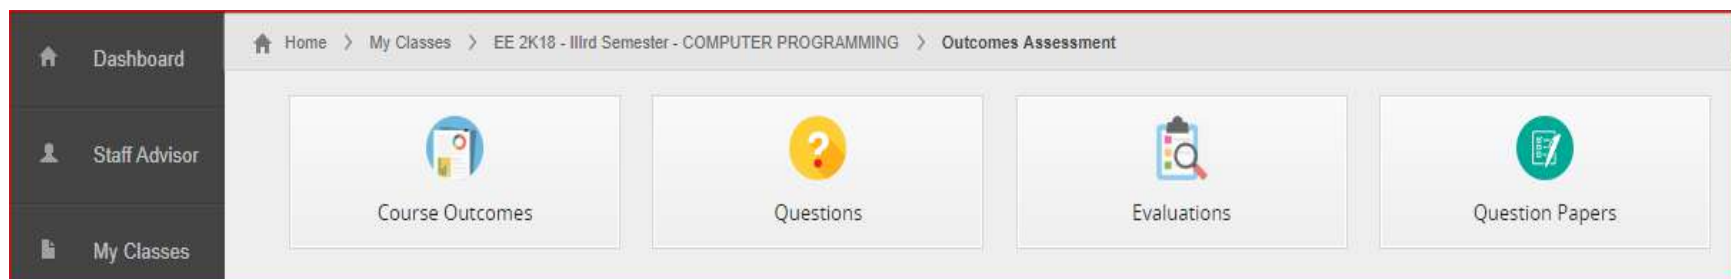 Dashboard
Staff Advisor
My Classes
Home > My Classes > EE 2K18 - IIIrd Semester - COMPUTER PROGRAMMING > Outcomes Assessment
Course Outcomes
Questions
Evaluations
Question Papers